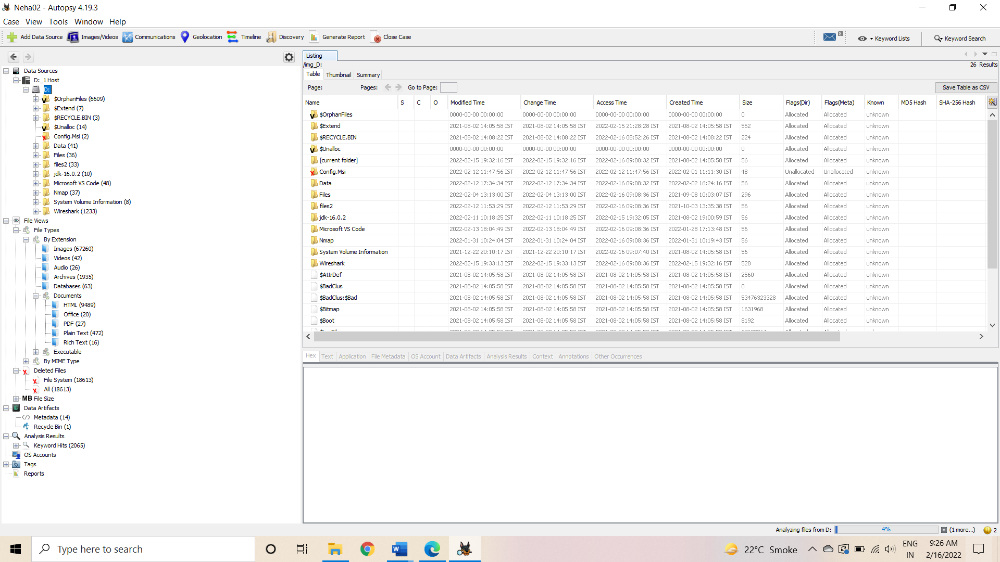 Neha02 - Autopsy 4.19.3
Case View Tools Window Help
Add Data Source Images/Videos Communications Geolocation Timeline Discovery Generate Report Close Case 8 Keyword Lists Keyword Search
Data Sources
D:_1 Host
D:
$OrphanFiles (6609)
$Extend (7)
$RECYCLE.BIN (3)
$Unalloc (14)
Config.Msi (2)
Data (41)
Files (36)
files2 (33)
jdk-16.0.2 (10)
Microsoft VS Code (48)
Nmap (37)
System Volume Information (8)
Wireshark (1233)
File Views
File Types
By Extension
Images (67260)
Videos (42)
Audio (26)
Archives (1935)
Databases (63)
Documents
HTML (9489)
Office (20)
PDF (27)
Plain Text (472)
Rich Text (16)
Executable
By MIME Type
Deleted Files
File System (18613)
All (18613)
MB File Size
Data Artifacts
Metadata (14)
Recycle Bin (1)
Analysis Results
Keyword Hits (2065)
OS Accounts
Tags
Reports
Listing
/img_D: 26 Results
Table Thumbnail Summary
Page: Pages: Go to Page: Save Table as CSV
Name S C O Modified Time Change Time Access Time Created Time Size Flags(Dir) Flags(Meta) Known MD5 Hash SHA-256 Hash
$OrphanFiles 0000-00-00 00:00:00 0000-00-00 00:00:00 0000-00-00 00:00:00 0000-00-00 00:00:00 0 Allocated Allocated unknown
$Extend 2021-08-02 14:05:58 IST 2021-08-02 14:05:58 IST 2022-02-15 21:28:28 IST 2021-08-02 14:05:58 IST 552 Allocated Allocated unknown
$RECYCLE.BIN 2021-08-02 14:08:22 IST 2021-08-02 14:08:22 IST 2022-02-16 08:52:26 IST 2021-08-02 14:08:22 IST 224 Allocated Allocated unknown
$Unalloc 0000-00-00 00:00:00 0000-00-00 00:00:00 0000-00-00 00:00:00 0000-00-00 00:00:00 0 Allocated Allocated unknown
[current folder] 2022-02-15 19:32:16 IST 2022-02-15 19:32:16 IST 2022-02-16 09:08:32 IST 2021-08-02 14:05:58 IST 56 Allocated Allocated unknown
Config.Msi 2022-02-12 11:47:56 IST 2022-02-12 11:47:56 IST 2022-02-12 11:47:56 IST 2022-02-01 11:11:30 IST 48 Unallocated Unallocated unknown
Data 2022-02-12 17:34:34 IST 2022-02-12 17:34:34 IST 2022-02-16 09:08:32 IST 2022-02-02 16:24:16 IST 56 Allocated Allocated unknown
Files 2022-02-04 13:13:00 IST 2022-02-04 13:13:00 IST 2022-02-16 09:08:36 IST 2021-09-08 10:03:07 IST 296 Allocated Allocated unknown
files2 2022-02-12 11:53:29 IST 2022-02-12 11:53:29 IST 2022-02-16 09:08:36 IST 2021-10-03 13:35:38 IST 56 Allocated Allocated unknown
jdk-16.0.2 2022-02-11 10:18:25 IST 2022-02-11 10:18:25 IST 2022-02-15 19:32:05 IST 2021-08-02 19:00:59 IST 56 Allocated Allocated unknown
Microsoft VS Code 2022-02-13 18:04:49 IST 2022-02-13 18:04:49 IST 2022-02-16 09:08:36 IST 2022-01-28 17:13:48 IST 56 Allocated Allocated unknown
Nmap 2022-01-31 10:24:04 IST 2022-01-31 10:24:04 IST 2022-02-16 09:08:36 IST 2022-01-31 10:19:43 IST 56 Allocated Allocated unknown
System Volume Information 2021-12-22 20:10:17 IST 2021-12-22 20:10:17 IST 2022-02-16 09:07:40 IST 2021-08-02 14:05:58 IST 56 Allocated Allocated unknown
Wireshark 2022-02-15 19:33:13 IST 2022-02-15 19:33:13 IST 2022-02-16 09:08:36 IST 2022-02-15 19:32:16 IST 528 Allocated Allocated unknown
$AttrDef 2021-08-02 14:05:58 IST 2021-08-02 14:05:58 IST 2021-08-02 14:05:58 IST 2021-08-02 14:05:58 IST 2560 Allocated Allocated unknown
$BadClus 2021-08-02 14:05:58 IST 2021-08-02 14:05:58 IST 2021-08-02 14:05:58 IST 2021-08-02 14:05:58 IST 0 Allocated Allocated unknown
$BadClus:$Bad 2021-08-02 14:05:58 IST 2021-08-02 14:05:58 IST 2021-08-02 14:05:58 IST 2021-08-02 14:05:58 IST 53476323328 Allocated Allocated unknown
$Bitmap 2021-08-02 14:05:58 IST 2021-08-02 14:05:58 IST 2021-08-02 14:05:58 IST 2021-08-02 14:05:58 IST 1631968 Allocated Allocated unknown
$Boot 2021-08-02 14:05:58 IST 2021-08-02 14:05:58 IST 2021-08-02 14:05:58 IST 2021-08-02 14:05:58 IST 8192 Allocated Allocated unknown
Hex Text Application File Metadata OS Account Data Artifacts Analysis Results Context Annotations Other Occurrences
Analyzing files from D: 4% (1 more...) 2
Type here to search
22°C Smoke
ENG
IN
9:26 AM
2/16/2022